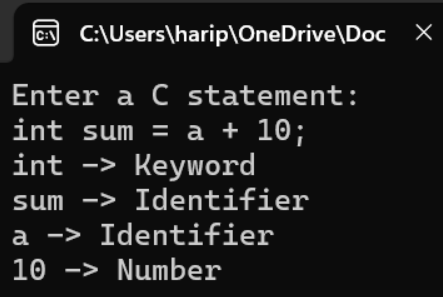 C:\Users\harip\OneDrive\Doc
Enter a C statement:
int sum = a + 10;
int -> Keyword
sum -> Identifier
a -> Identifier
10 -> Number